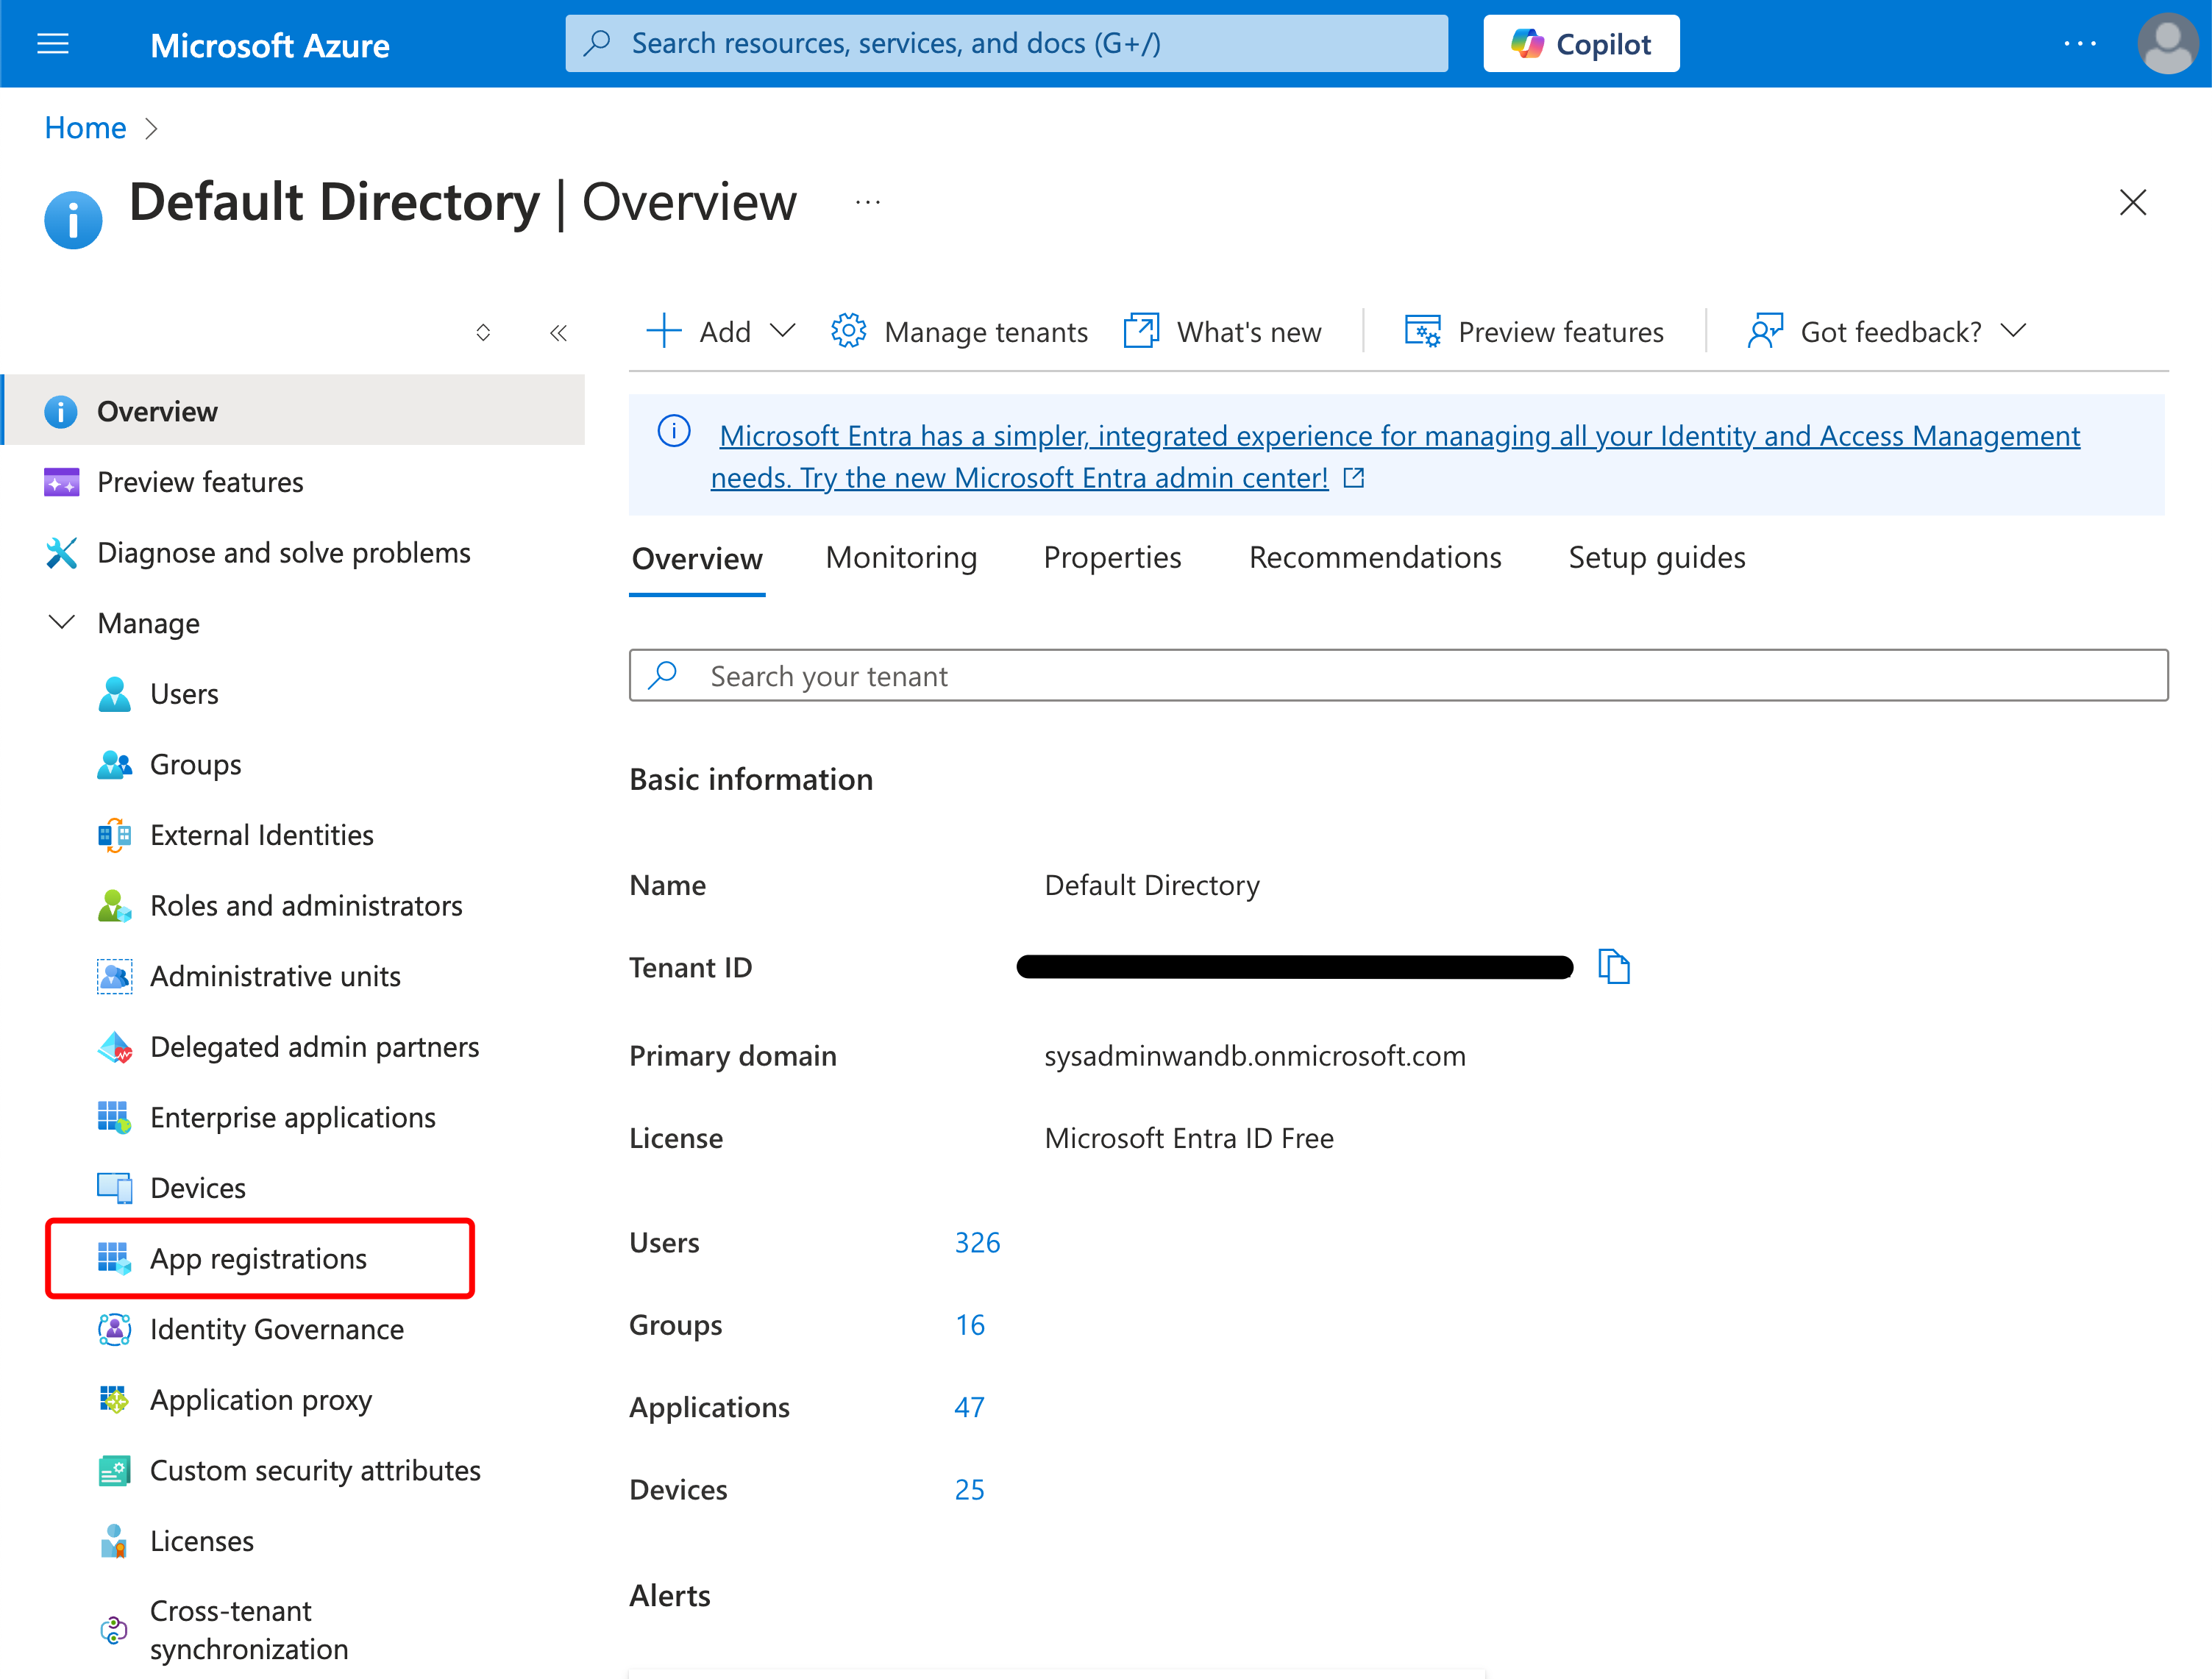 Microsoft Azure
Search resources, services, and docs (G+/)
Copilot
Home
Default Directory | Overview
Add
Manage tenants
What's new
Preview features
Got feedback?
Overview
Preview features
Diagnose and solve problems
Manage
Users
Groups
External Identities
Roles and administrators
Administrative units
Delegated admin partners
Enterprise applications
Devices
App registrations
Identity Governance
Application proxy
Custom security attributes
Licenses
Cross-tenant
synchronization
Microsoft Entra has a simpler, integrated experience for managing all your Identity and Access Management
needs. Try the new Microsoft Entra admin center!
Overview
Monitoring
Properties
Recommendations
Setup guides
Search your tenant
Basic information
Name Default Directory
Tenant ID
Primary domain sysadminwandb.onmicrosoft.com
License Microsoft Entra ID Free
Users 326
Groups 16
Applications 47
Devices 25
Alerts